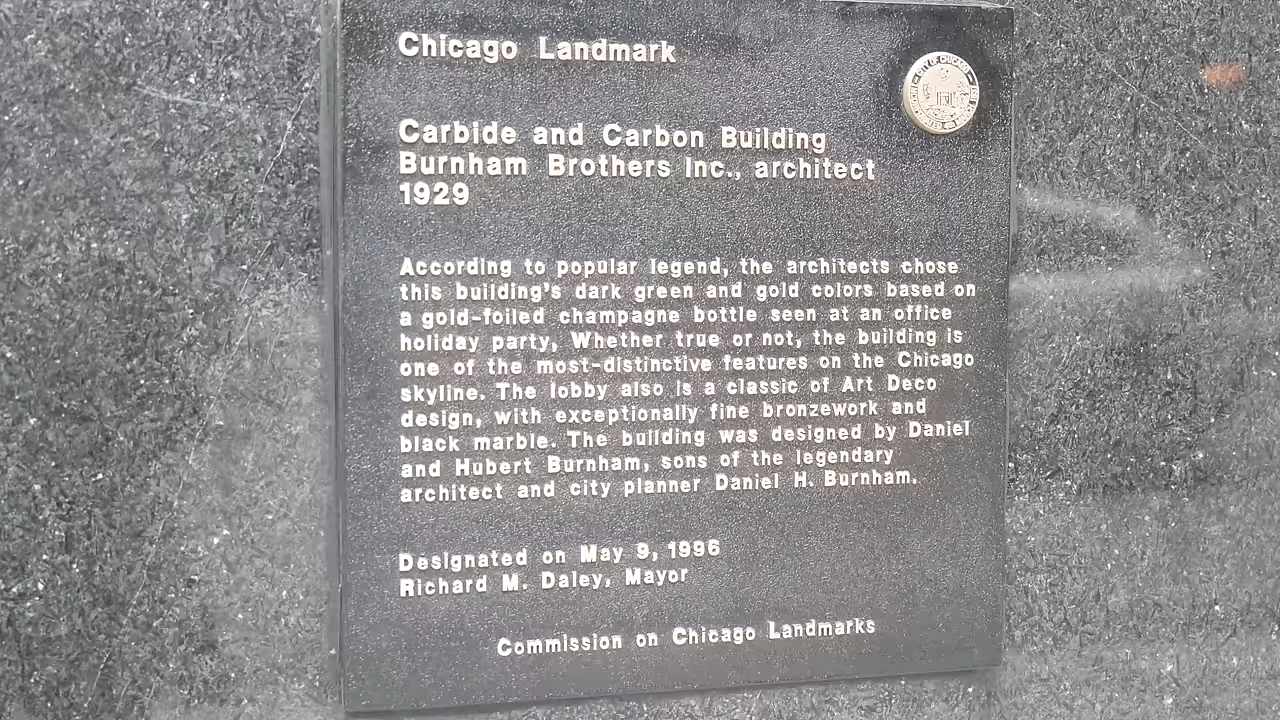 Chicago Landmark
CITY OF CHICAGO
Carbide and Carbon Building
Burnham Brothers Inc., architect
1929
According to popular legend, the architects chose
this building's dark green and gold colors based on
a gold-foiled champagne bottle seen at an office
holiday party, Whether true or not, the building is
one of the most-distinctive features on the Chicago
skyline. The lobby also is a classic of Art Deco
design, with exceptionally fine bronzework and
black marble. The building was designed by Daniel
and Hubert Burnham, sons of the legendary
architect and city planner Daniel H. Burnham.
Designated on May 9, 1996
Richard M. Daley, Mayor
Commission on Chicago Landmarks